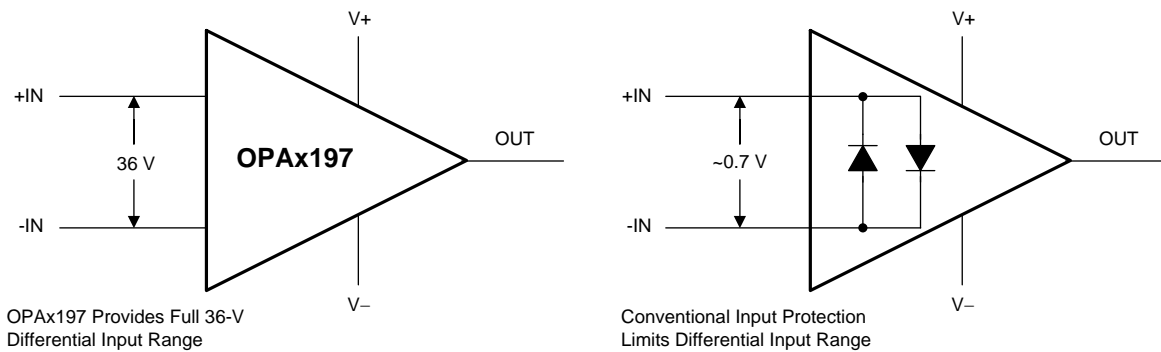 V+
+IN
36 V
OPAx197
OUT
-IN
V−
OPAx197 Provides Full 36-V
Differential Input Range
V+
+IN
~0.7 V
OUT
-IN
V−
Conventional Input Protection
Limits Differential Input Range